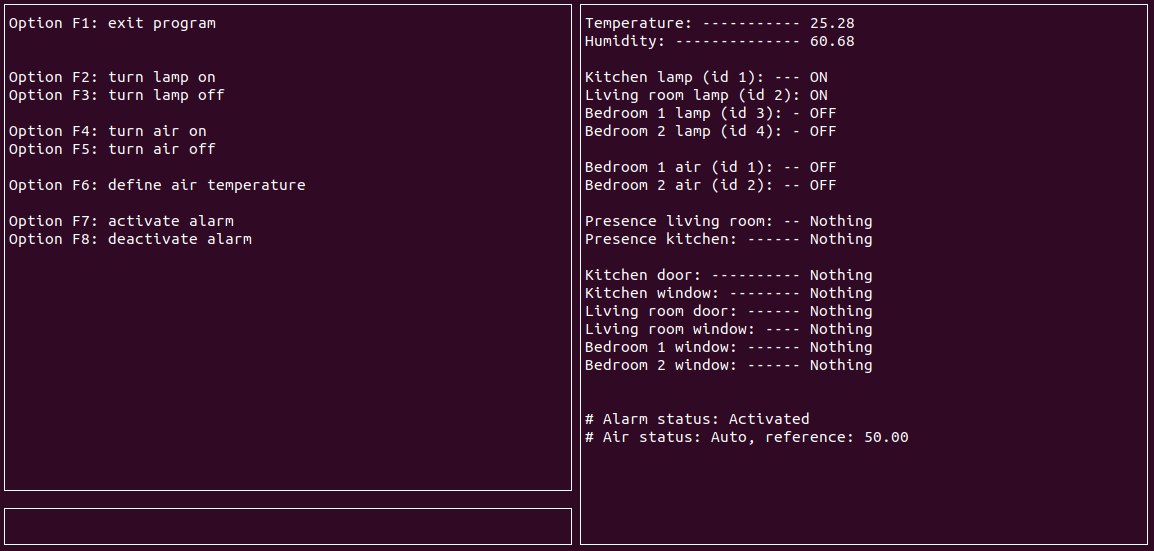 Option F1: exit program
Option F2: turn lamp on
Option F3: turn lamp off
Option F4: turn air on
Option F5: turn air off
Option F6: define air temperature
Option F7: activate alarm
Option F8: deactivate alarm
Temperature: ----------- 25.28
Humidity: -------------- 60.68
Kitchen lamp (id 1): --- ON
Living room lamp (id 2): ON
Bedroom 1 lamp (id 3): - OFF
Bedroom 2 lamp (id 4): - OFF
Bedroom 1 air (id 1): -- OFF
Bedroom 2 air (id 2): -- OFF
Presence living room: -- Nothing
Presence kitchen: ------ Nothing
Kitchen door: ---------- Nothing
Kitchen window: -------- Nothing
Living room door: ------ Nothing
Living room window: ---- Nothing
Bedroom 1 window: ------ Nothing
Bedroom 2 window: ------ Nothing
# Alarm status: Activated
# Air status: Auto, reference: 50.00